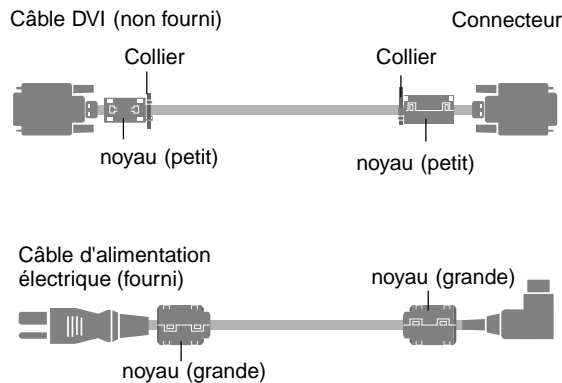 Câble DVI (non fourni)
Connecteur
Collier
Collier
noyau (petit)
noyau (petit)
Câble d'alimentation
électrique (fourni)
noyau (grande)
noyau (grande)